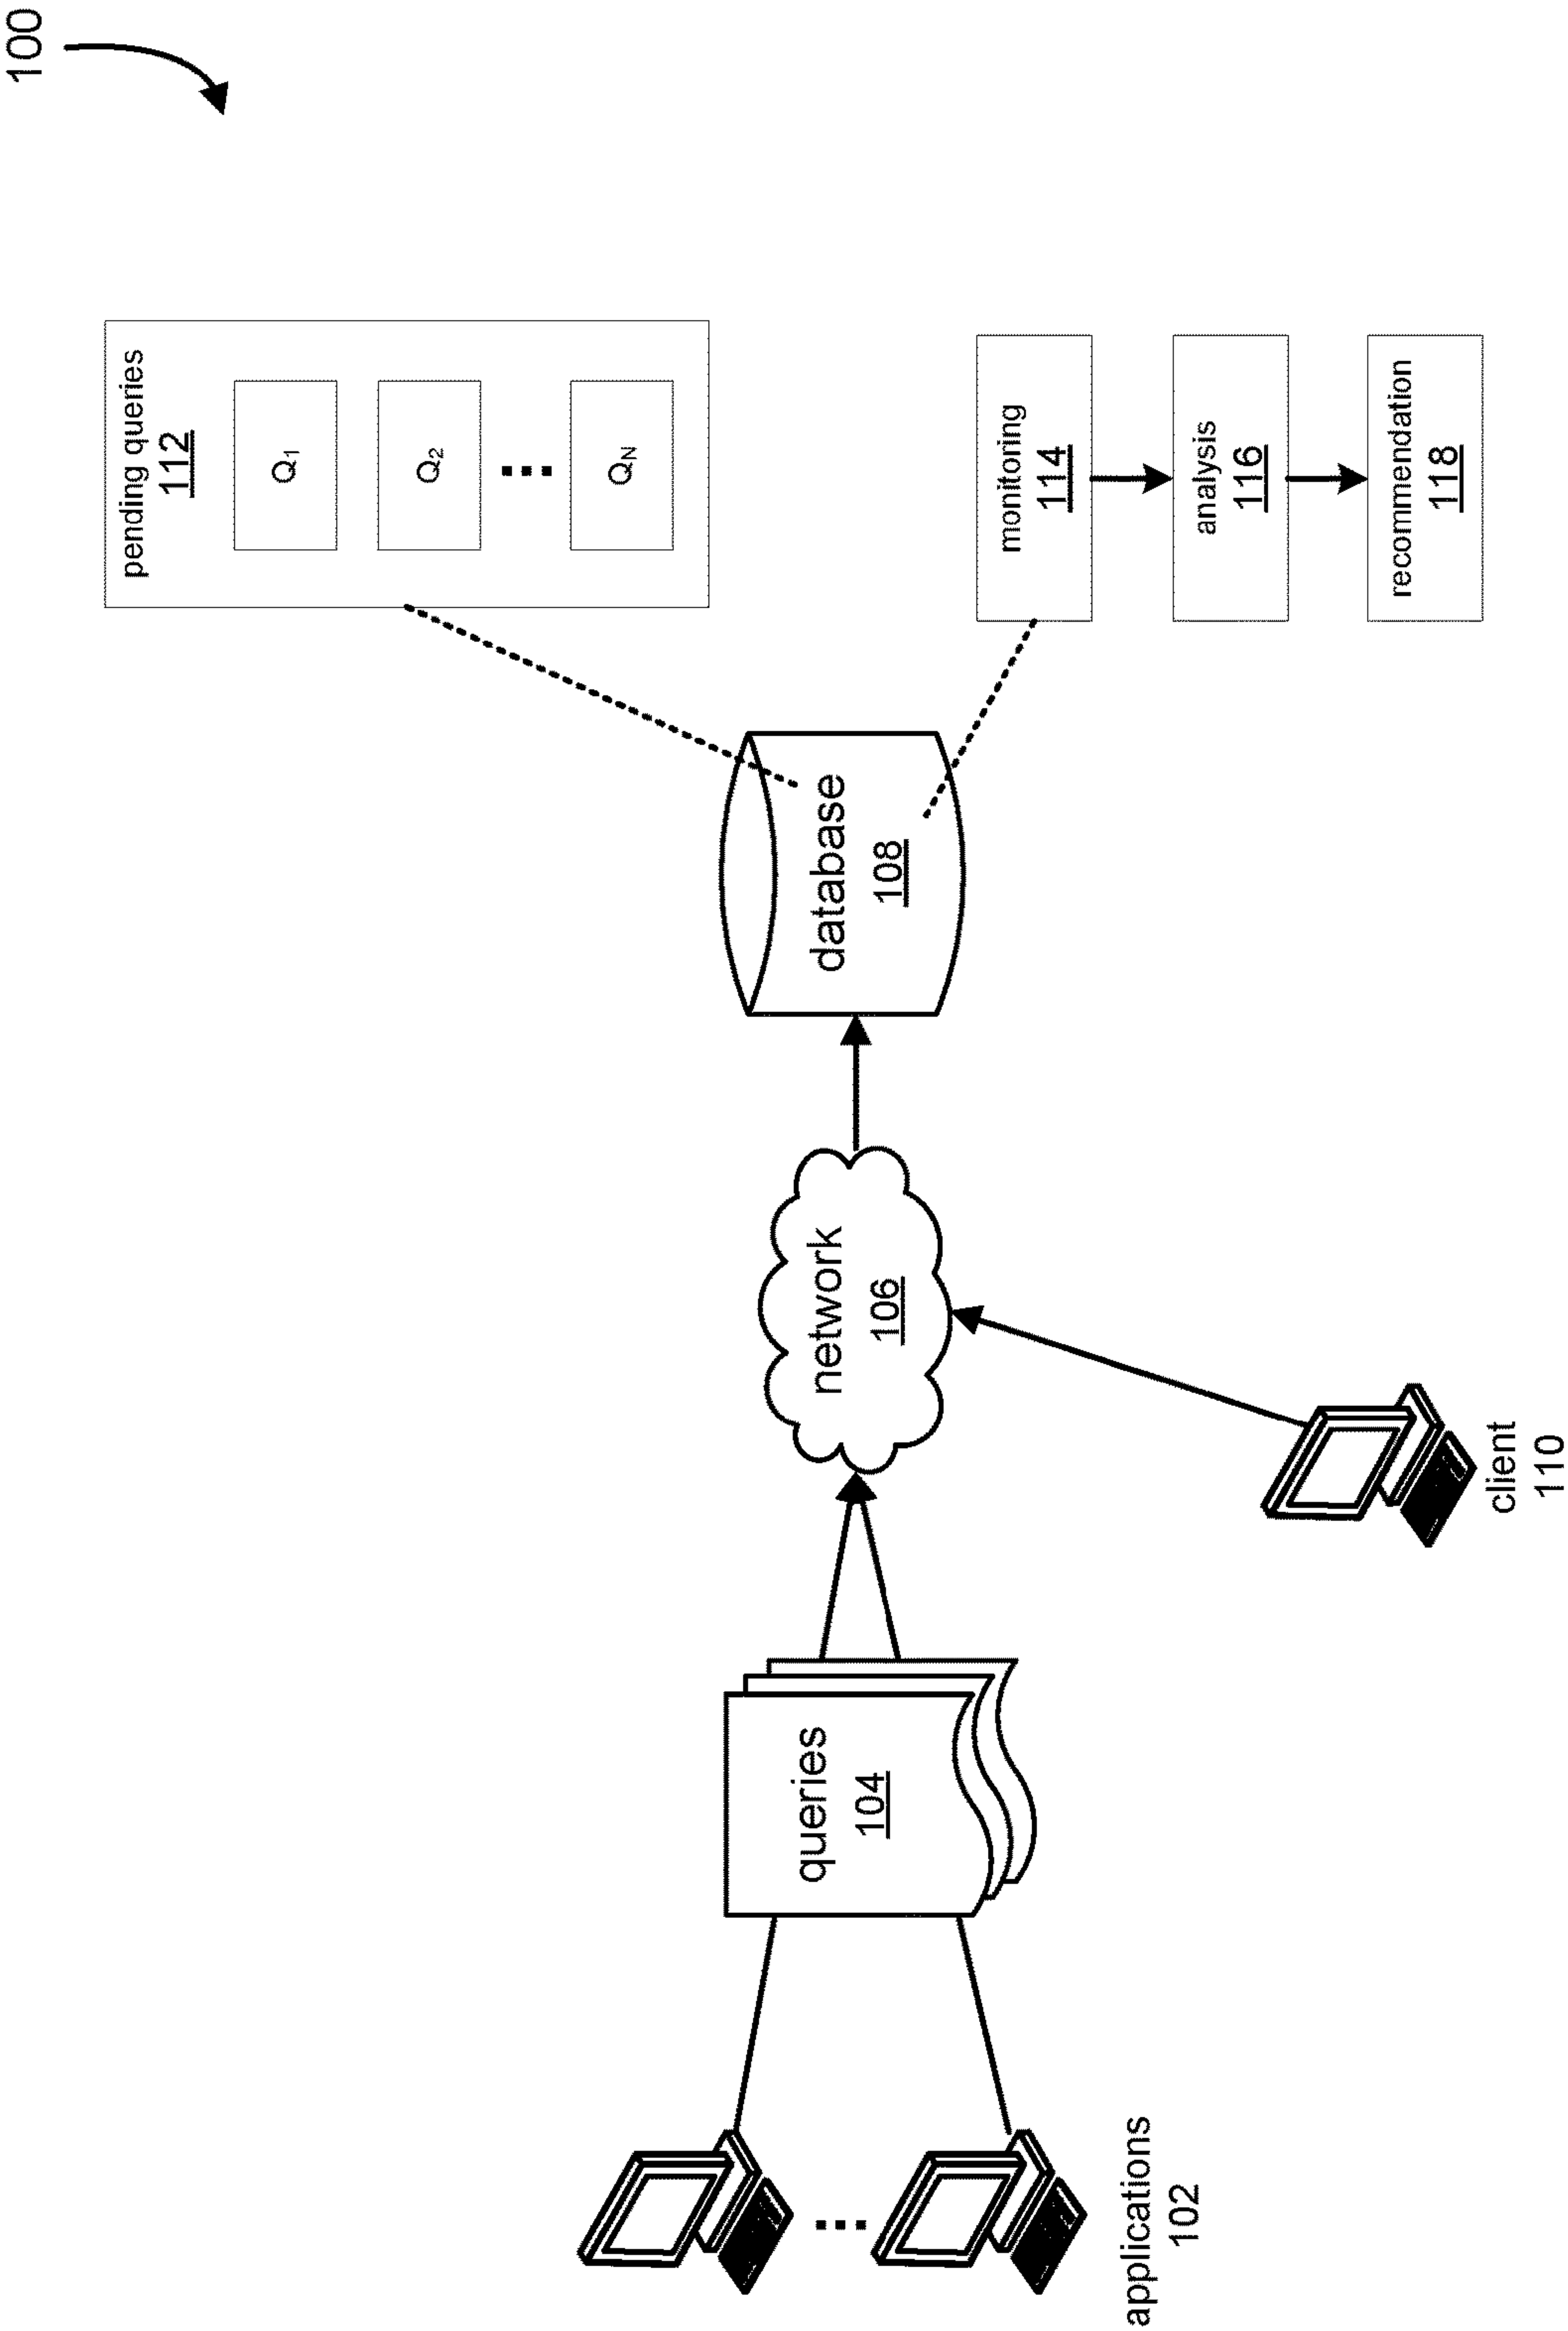 100
pending queries
112
Q1
Q2
QN
monitoring
114
analysis
116
recommendation
118
database
108
network
106
queries
104
applications
102
client
110